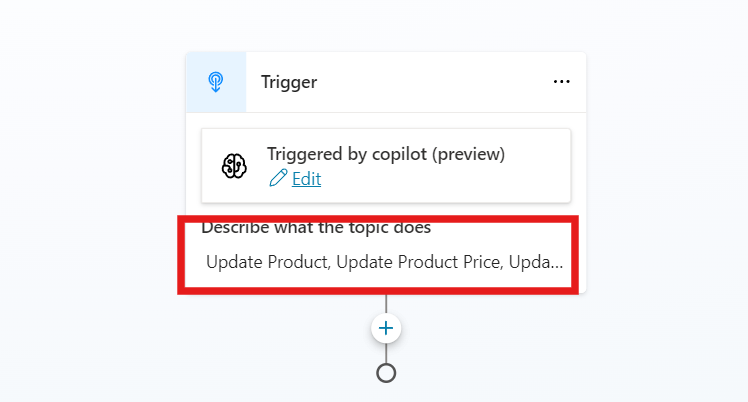 Trigger
Triggered by copilot (preview)
Edit
Describe what the topic does
Update Product, Update Product Price, Upda...